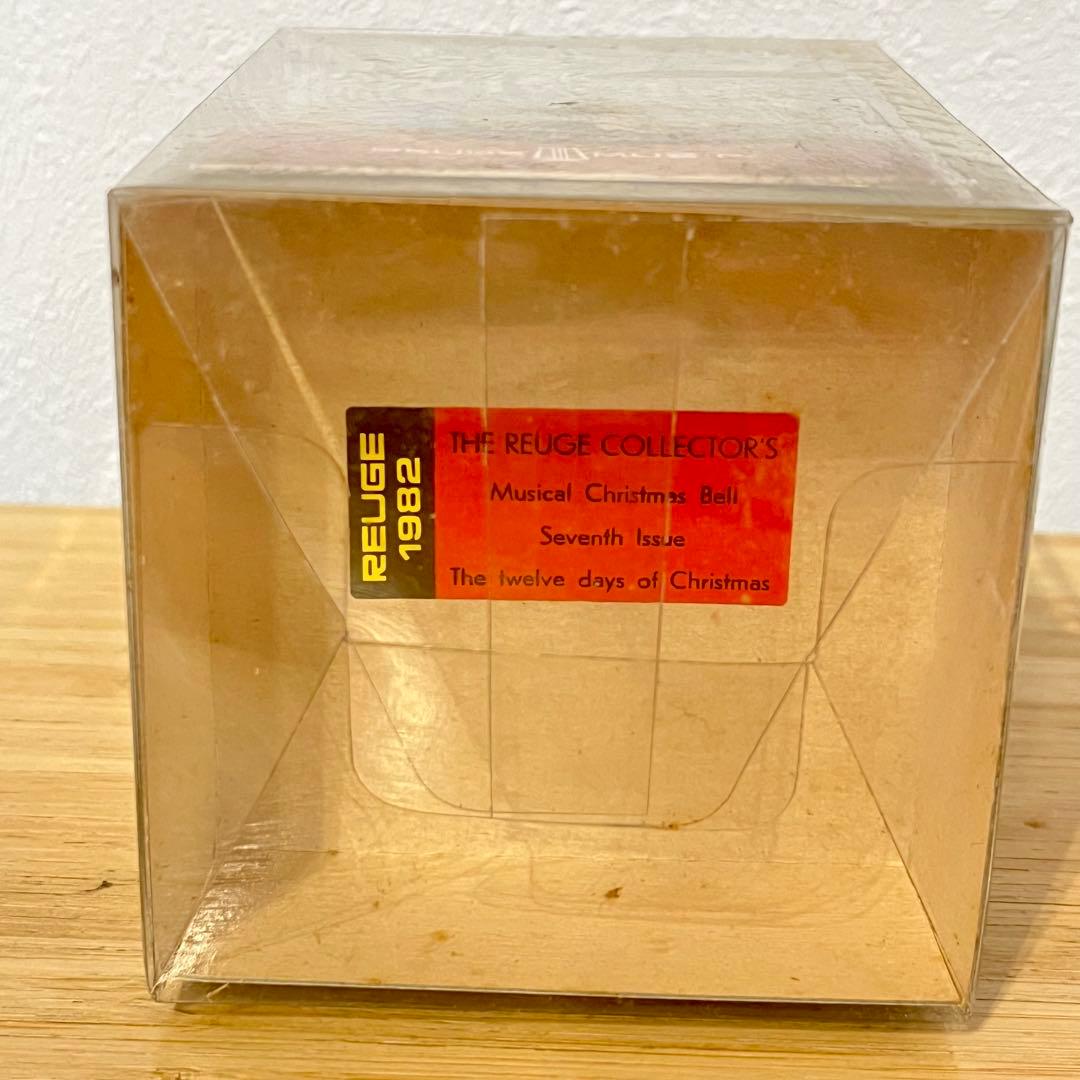 REUGE
1982
THE REUGE COLLECTOR'S
Musical Christmas Bell
Seventh Issue
The twelve days of Christmas